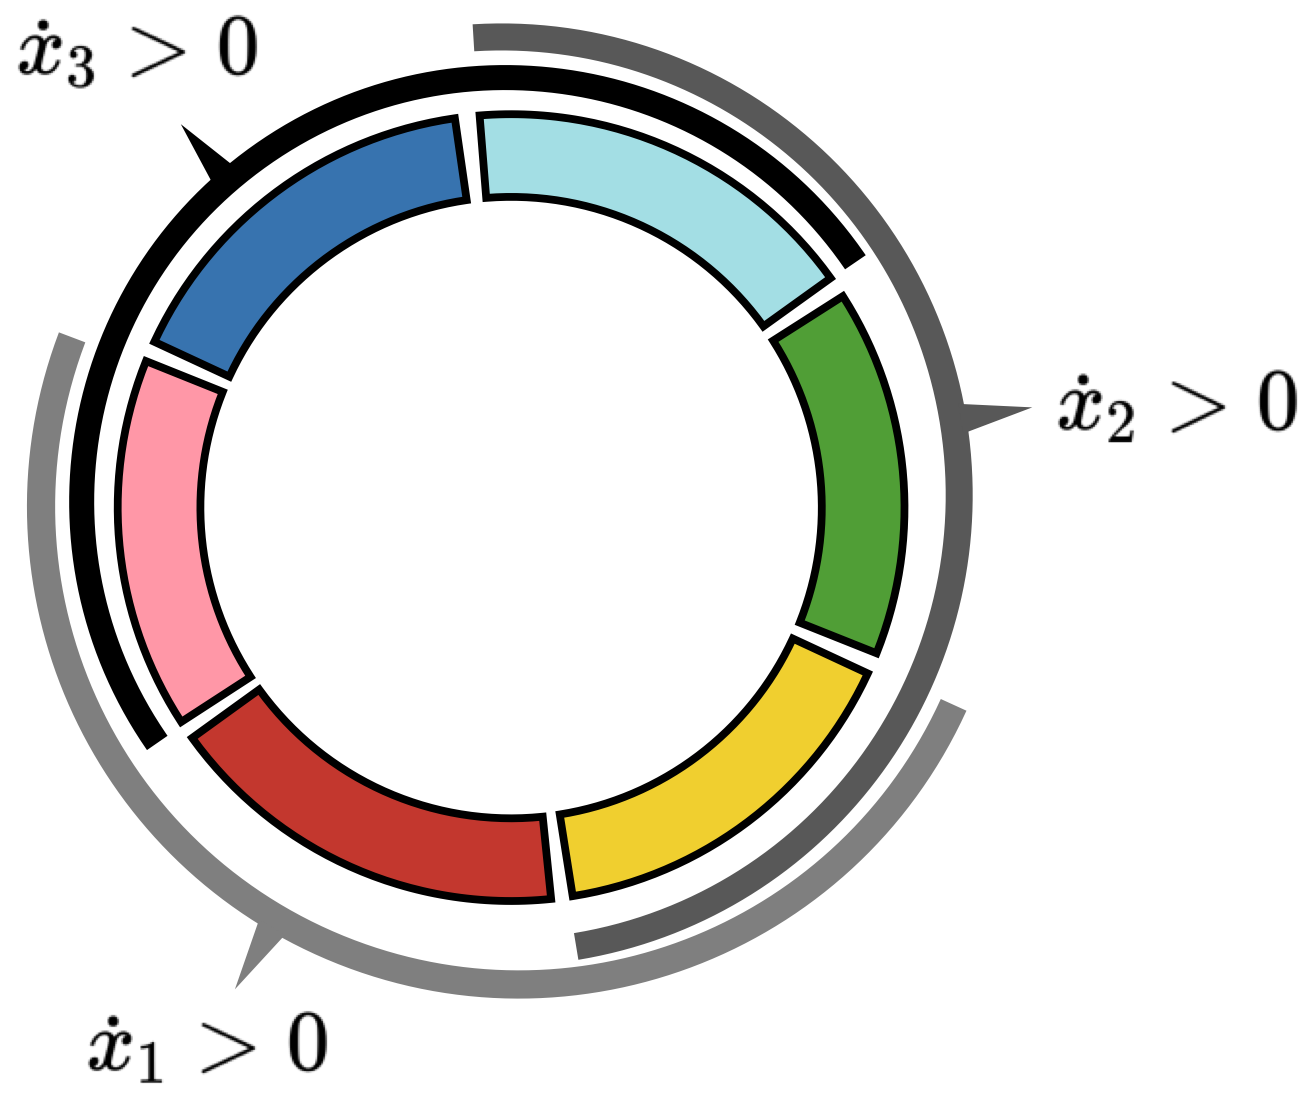 ẋ₃ > 0
ẋ₂ > 0
ẋ₁ > 0